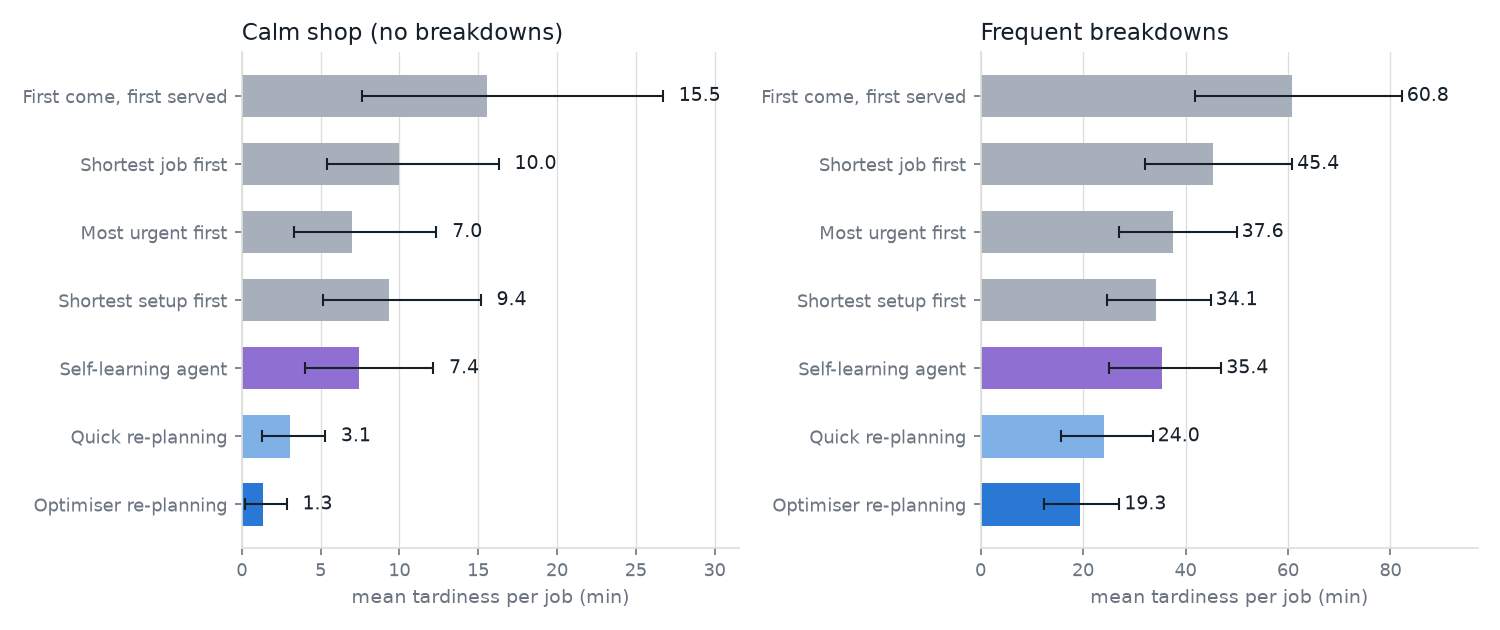 Calm shop (no breakdowns)
First come, first served
15.5
Shortest job first
10.0
Most urgent first
7.0
Shortest setup first
9.4
Self-learning agent
7.4
Quick re-planning
3.1
Optimiser re-planning
1.3
0 5 10 15 20 25 30
mean tardiness per job (min)
Frequent breakdowns
First come, first served
60.8
Shortest job first
45.4
Most urgent first
37.6
Shortest setup first
34.1
Self-learning agent
35.4
Quick re-planning
24.0
Optimiser re-planning
19.3
0 20 40 60 80
mean tardiness per job (min)